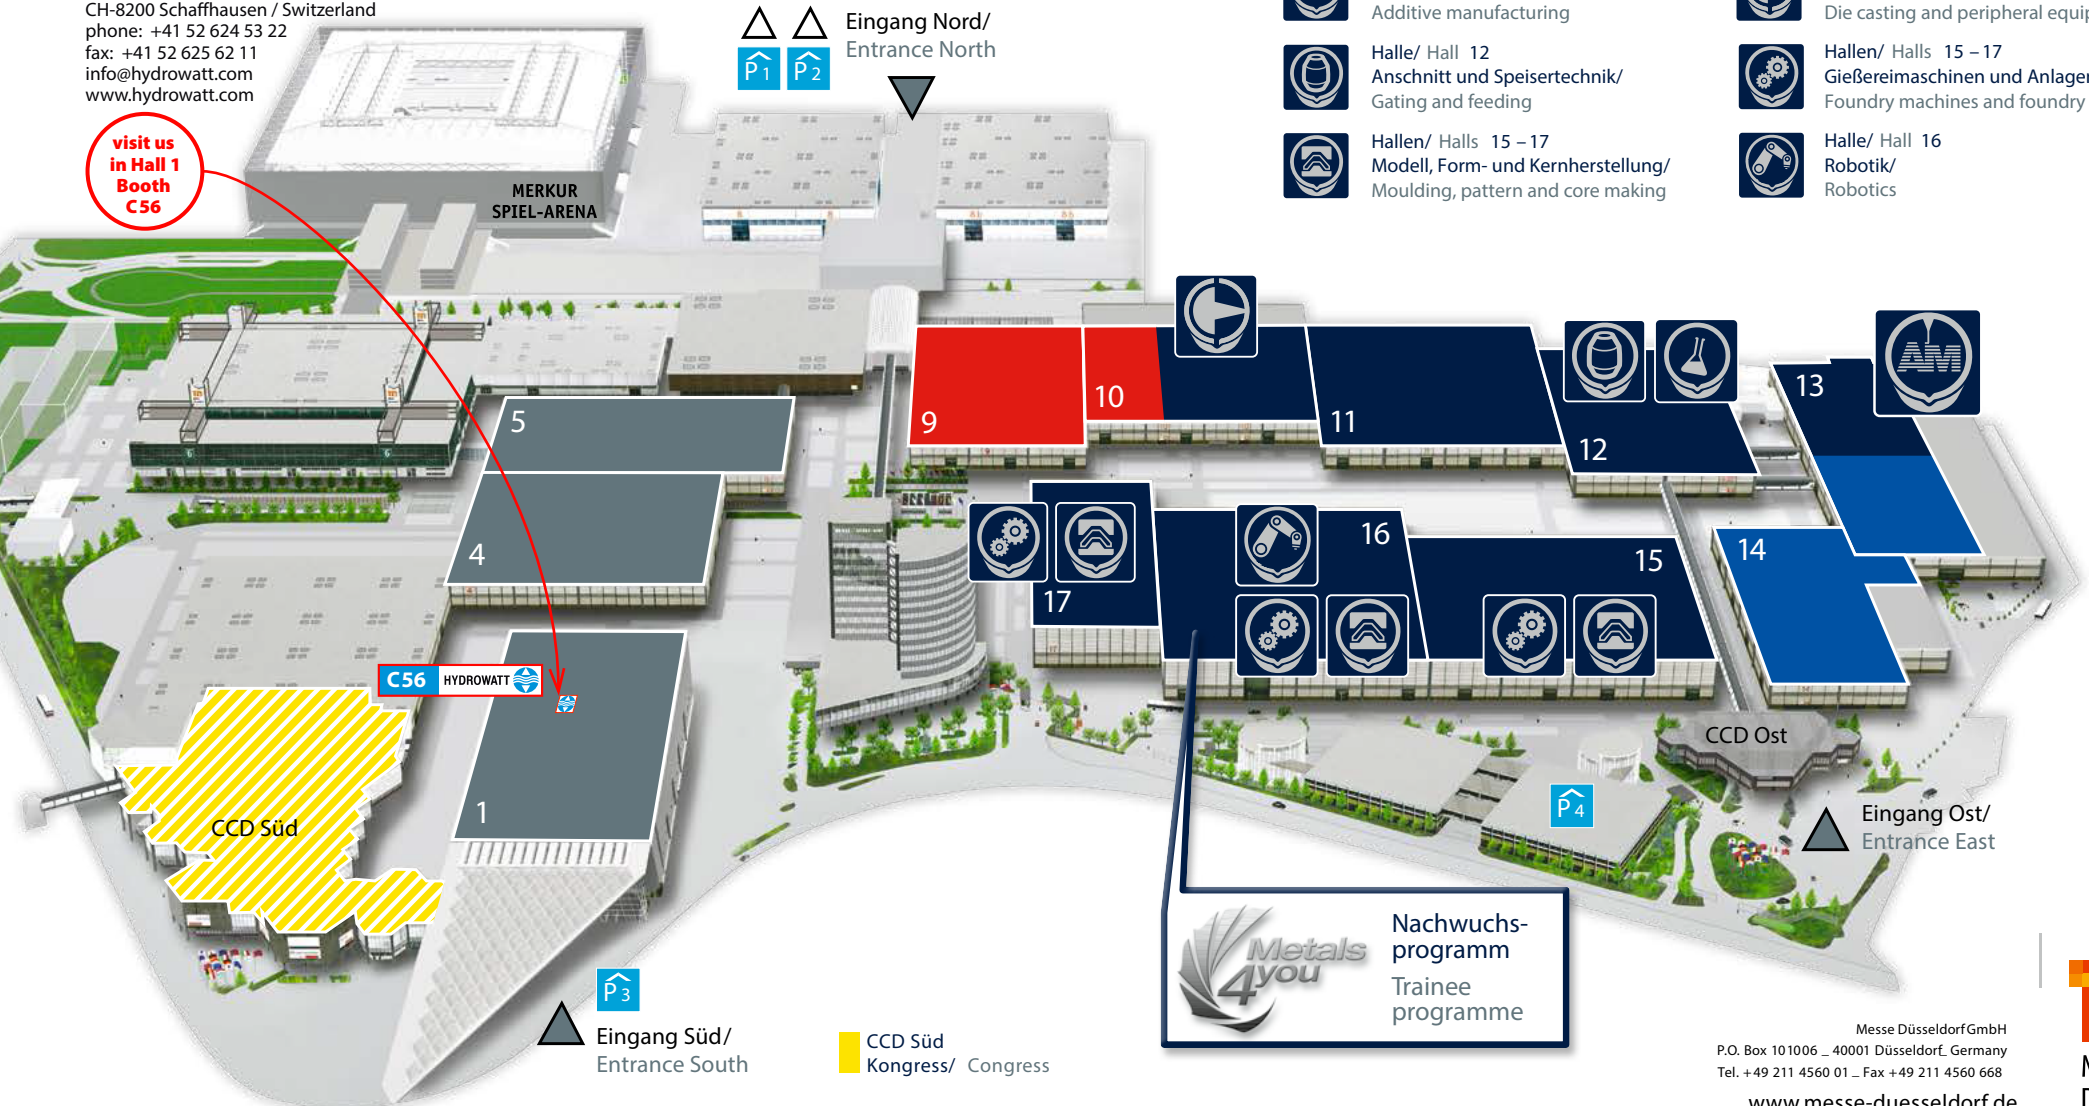 CH-8200 Schaffhausen / Switzerland
phone: +41 52 624 53 22
fax: +41 52 625 62 11
info@hydrowatt.com
www.hydrowatt.com
visit us
in Hall 1
Booth
C56
MERKUR
SPIEL-ARENA
P1 P2
Eingang Nord/
Entrance North
Additive manufacturing
Halle/ Hall 12
Anschnitt und Speisertechnik/
Gating and feeding
Hallen/ Halls 15 – 17
Modell, Form- und Kernherstellung/
Moulding, pattern and core making
Die casting and peripheral
Hallen/ Halls 15 – 17
Gießereimaschinen und
Foundry machines and foundry
Halle/ Hall 16
Robotik/
Robotics
5
4
1
9
10
11
12
13
AM
14
15
16
17
C56 HYDROWATT
CCD Süd
CCD Ost
P4
Eingang Ost/
Entrance East
P3
Eingang Süd/
Entrance South
CCD Süd
Kongress/ Congress
Metals
4you
Nachwuchs-
programm
Trainee
programme
Messe Düsseldorf GmbH
P.O. Box 10 10 06 _ 40001 Düsseldorf_ Germany
Tel. +49 211 4560 01 _ Fax +49 211 4560 668
www.messe-duesseldorf.de